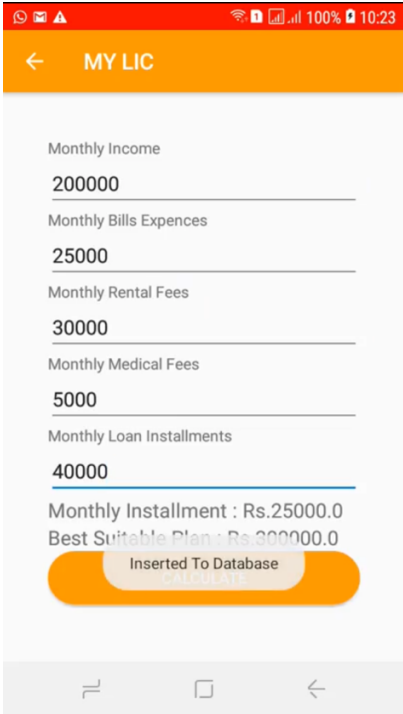 1 100% 10:23
MY LIC
Monthly Income
200000
Monthly Bills Expences
25000
Monthly Rental Fees
30000
Monthly Medical Fees
5000
Monthly Loan Installments
40000
Monthly Installment : Rs.25000.0
Best Suitable Plan : Rs.300000.0
Inserted To Database
CALCULATE